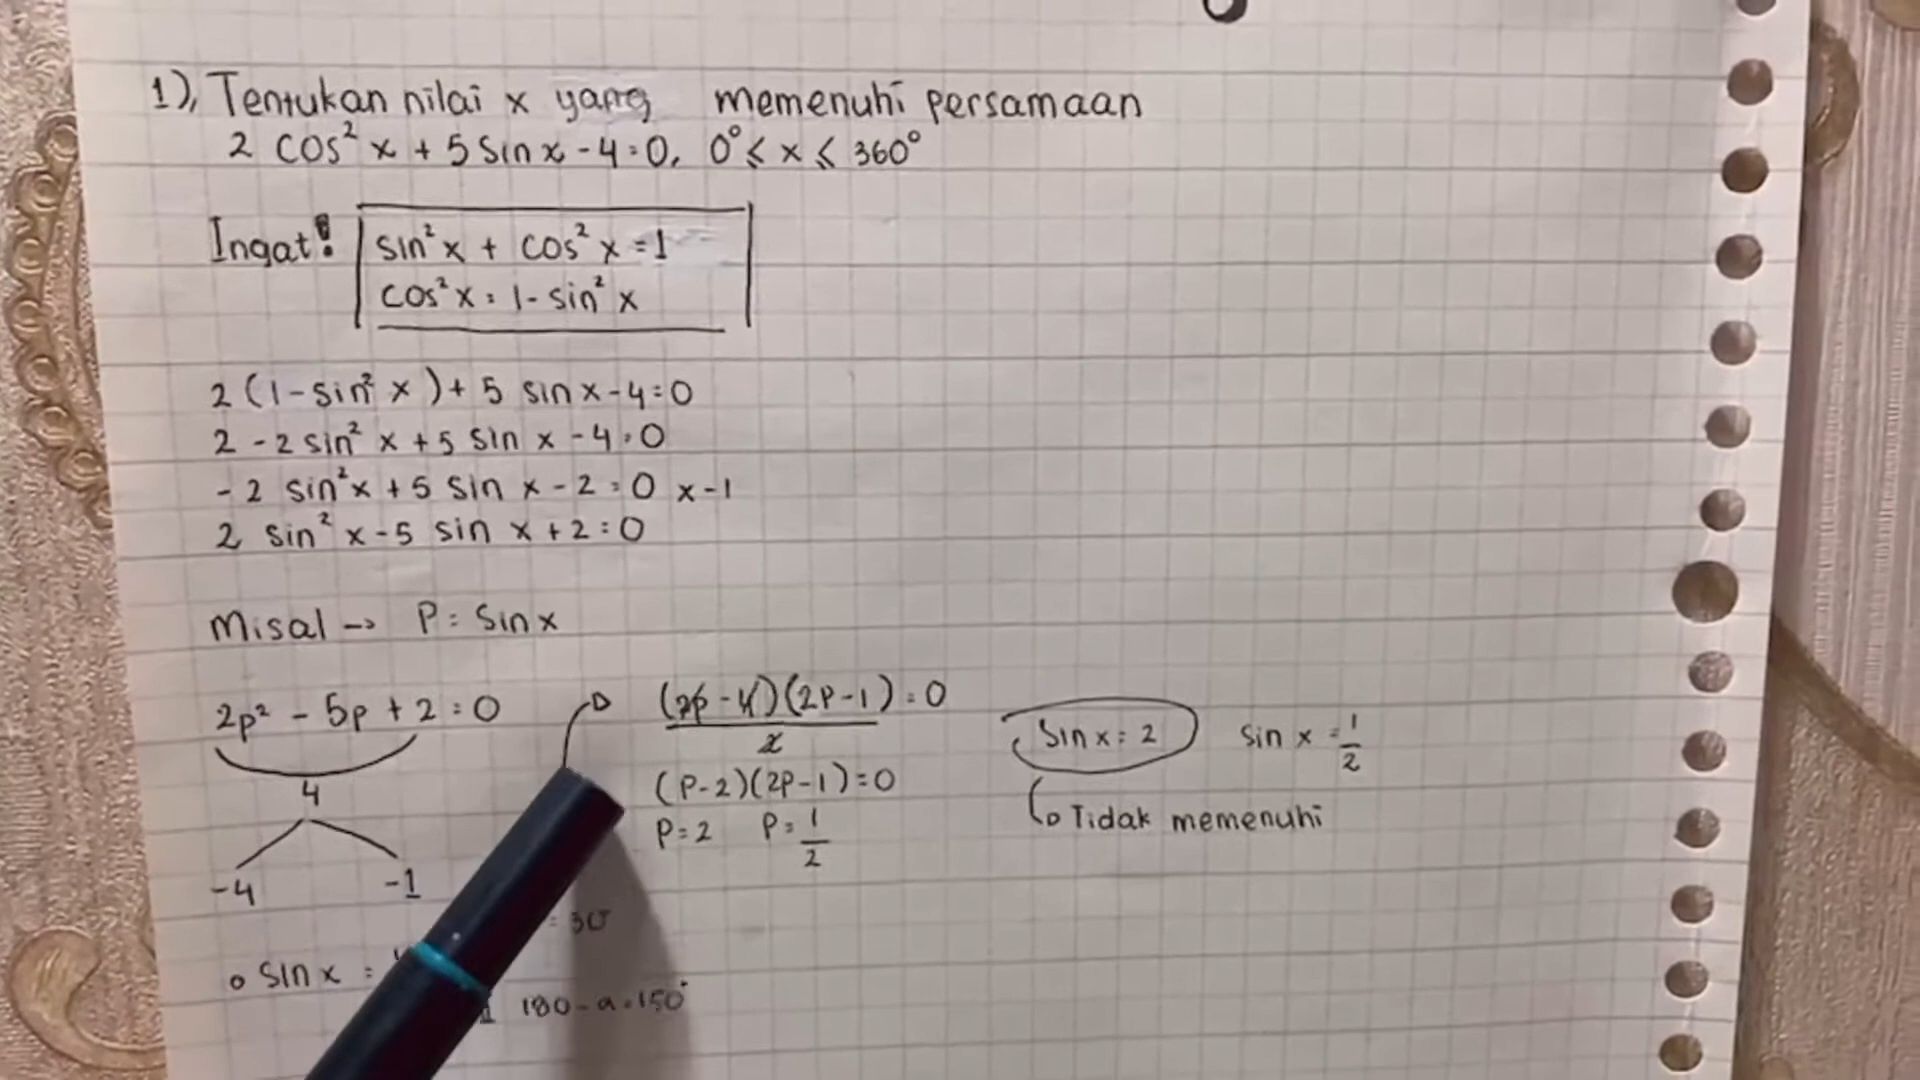 1), Tentukan nilai x yang memenuhi persamaan
2 cos² x + 5 sin x - 4 = 0, 0° ≤ x ≤ 360°
Ingat!
sin² x + cos² x = 1
cos² x = 1 - sin² x
2 (1 - sin² x) + 5 sin x - 4 = 0
2 - 2 sin² x + 5 sin x - 4 = 0
- 2 sin² x + 5 sin x - 2 = 0 x - 1
2 sin² x - 5 sin x + 2 = 0
Misal → P = sin x
2p² - 5p + 2 = 0
4
-4 -1
(2p - 4)(2P - 1) = 0
2
(P - 2)(2P - 1) = 0
P = 2 P = 1/2
sin x = 2 sin x = 1/2
Tidak memenuhi
= 30
sin x =
180 - a = 150°